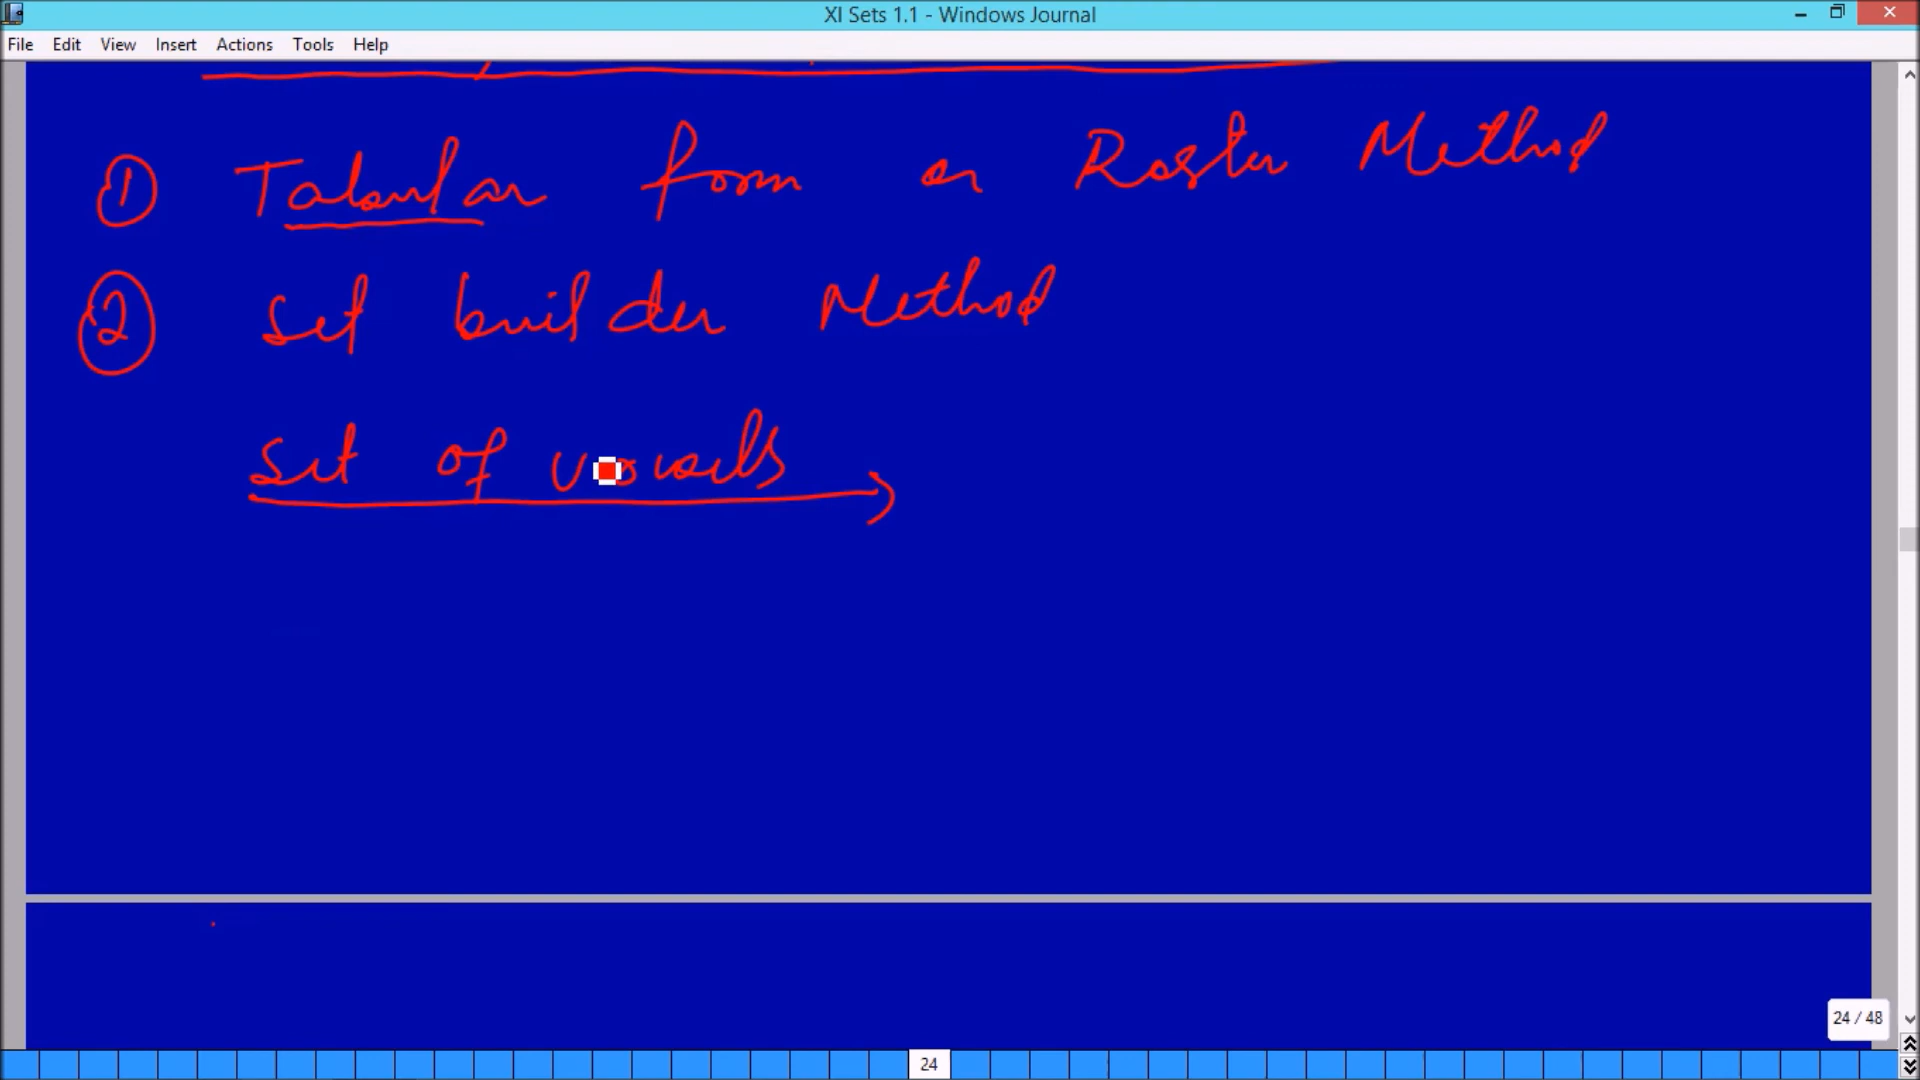 XI Sets 1.1 - Windows Journal
File Edit View Insert Actions Tools Help
① Tabular form or Roster Method
② Set builder Method
Set of vowels →
24 / 48
24